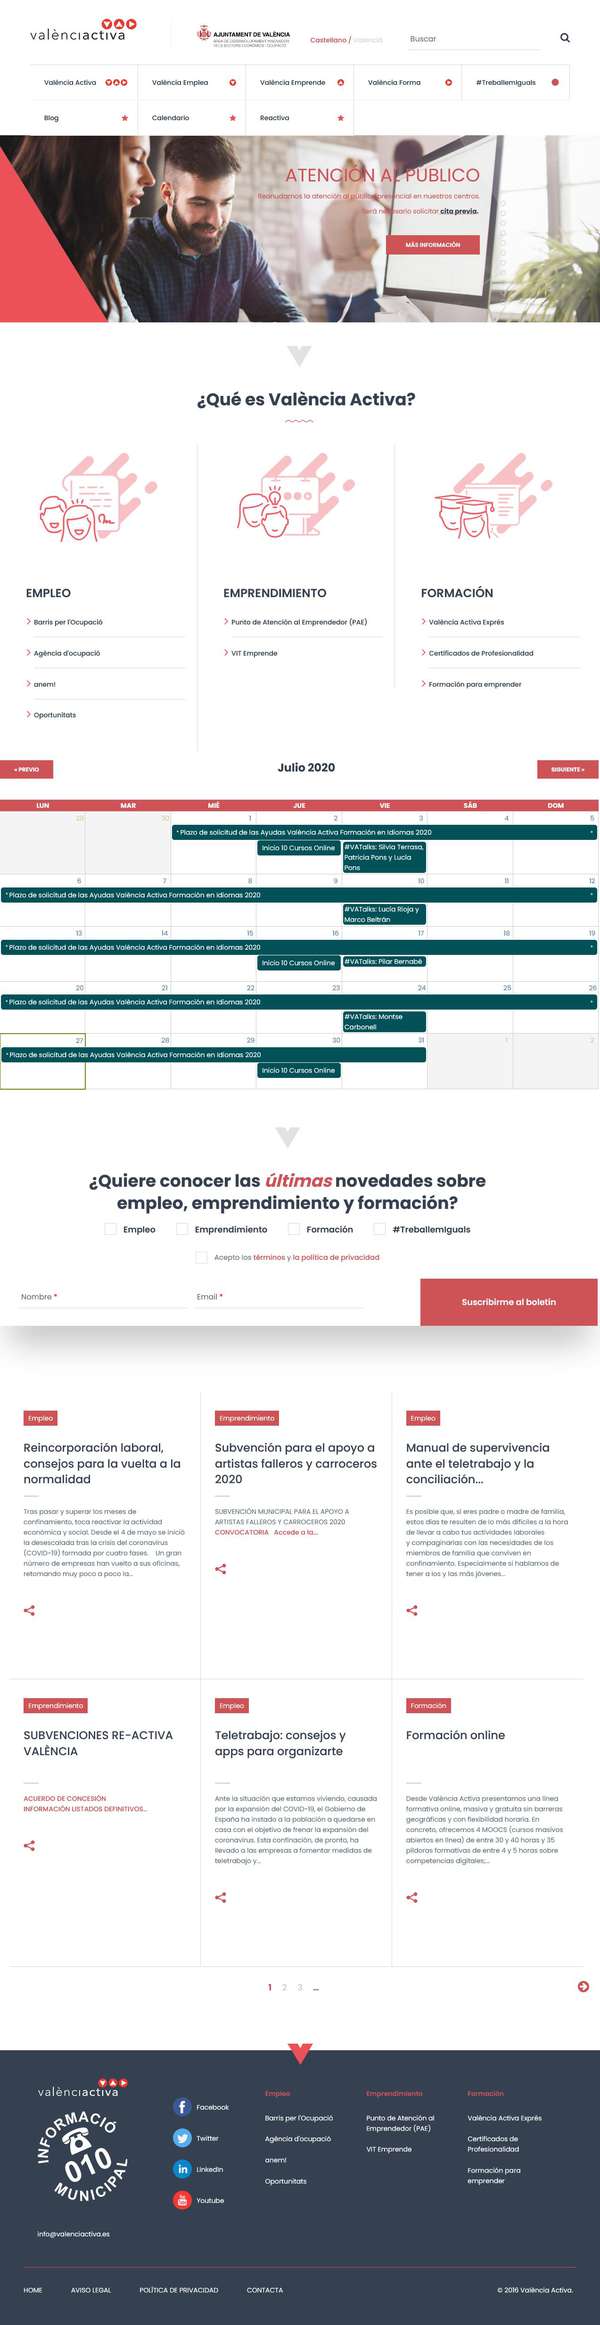 valènciactiva
AJUNTAMENT DE VALÈNCIA
Castellano / Valencià
Buscar
València Activa
València Emplea
València Emprende
València Forma
#TreballemIguals
Blog
Calendario
Reactiva
ATENCIÓN AL PÚBLICO
Reanudamos la atención al público presencial en nuestros centros.
Será necesario solicitar cita previa.
MÁS INFORMACIÓN
¿Qué es València Activa?
EMPLEO
Barris per l'Ocupació
Agència d'ocupació
anem!
Oportunitats
EMPRENDIMIENTO
Punto de Atención al Emprendedor (PAE)
VIT Emprende
FORMACIÓN
València Activa Exprés
Certificados de Profesionalidad
Formación para emprender
« PREVIO
Julio 2020
SIGUIENTE »
LUN MAR MIÉ JUE VIE SÁB DOM
29 30 1 2 3 4 5
* Plazo de solicitud de las Ayudas València Activa Formación en Idiomas 2020 *
Inicio 10 Cursos Online
#VATalks: Silvia Terrasa,
Patricia Pons y Lucía
Pons
6 7 8 9 10 11 12
* Plazo de solicitud de las Ayudas València Activa Formación en Idiomas 2020 *
#VATalks: Lucía Rioja y
Marco Beltrán
13 14 15 16 17 18 19
* Plazo de solicitud de las Ayudas València Activa Formación en Idiomas 2020 *
Inicio 10 Cursos Online
#VATalks: Pilar Bernabé
20 21 22 23 24 25 26
* Plazo de solicitud de las Ayudas València Activa Formación en Idiomas 2020 *
#VATalks: Montse
Carbonell
27 28 29 30 31 1 2
* Plazo de solicitud de las Ayudas València Activa Formación en Idiomas 2020
Inicio 10 Cursos Online
¿Quiere conocer las últimas novedades sobre
empleo, emprendimiento y formación?
Empleo
Emprendimiento
Formación
#TreballemIguals
Acepto los términos y la política de privacidad
Nombre *
Email *
Suscribirme al boletín
Empleo
Reincorporación laboral,
consejos para la vuelta a la
normalidad
Tras pasar y superar los meses de
confinamiento, toca reactivar la actividad
económica y social. Desde el 4 de mayo se inició
la desescalada tras la crisis del coronavirus
(COVID-19) formada por cuatro fases. Un gran
número de empresas han vuelto a sus oficinas,
retomando muy poco a poco la...
Emprendimiento
Subvención para el apoyo a
artistas falleros y carroceros
2020
SUBVENCIÓN MUNICIPAL PARA EL APOYO A
ARTISTAS FALLEROS Y CARROCEROS 2020
CONVOCATORIA Accede a la...
Empleo
Manual de supervivencia
ante el teletrabajo y la
conciliación...
Es posible que, si eres padre o madre de familia,
estos días te resulten de lo más difíciles a la hora
de llevar a cabo tus actividades laborales
y compaginarlas con las necesidades de los
miembros de familia que conviven en
confinamiento. Especialmente si hablamos de
tener a los y las más jóvenes...
Emprendimiento
SUBVENCIONES RE-ACTIVA
VALÈNCIA
ACUERDO DE CONCESIÓN
INFORMACIÓN LISTADOS DEFINITIVOS...
Empleo
Teletrabajo: consejos y
apps para organizarte
Ante la situación que estamos viviendo, causada
por la expansión del COVID-19, el Gobierno de
España ha instado a la población a quedarse en
casa con el objetivo de frenar la expansión del
coronavirus. Esta confinación, de pronto, ha
llevado a las empresas a fomentar medidas de
teletrabajo y...
Formación
Formación online
Desde València Activa presentamos una línea
formativa online, masiva y gratuita sin barreras
geográficas y con flexibilidad horaria. En
concreto, ofrecemos 4 MOOCS (cursos masivos
abiertos en línea) de entre 30 y 40 horas y 35
píldoras formativas de entre 4 y 5 horas sobre
competencias digitales,...
1 2 3 ...
valènciactiva
INFORMACIÓ
010
MUNICIPAL
info@valenciactiva.es
Facebook
Twitter
Linkedin
Youtube
Empleo
Barris per l'Ocupació
Agència d'ocupació
anem!
Oportunitats
Emprendimiento
Punto de Atención al
Emprendedor (PAE)
VIT Emprende
Formación
València Activa Exprés
Certificados de
Profesionalidad
Formación para
emprender
HOME
AVISO LEGAL
POLÍTICA DE PRIVACIDAD
CONTACTA
© 2016 València Activa.